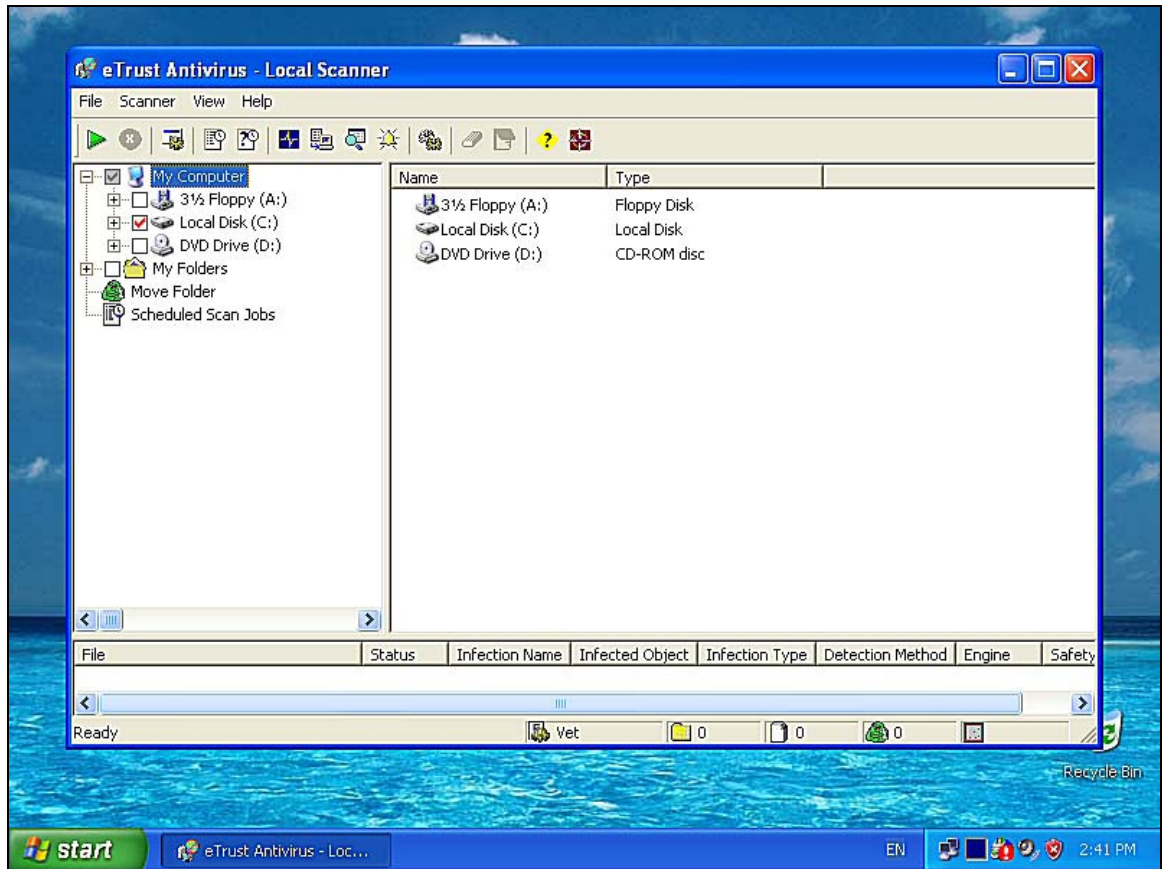 eTrust Antivirus - Local Scanner
File Scanner View Help
My Computer
3½ Floppy (A:)
Local Disk (C:)
DVD Drive (D:)
My Folders
Move Folder
Scheduled Scan Jobs
Name Type
3½ Floppy (A:) Floppy Disk
Local Disk (C:) Local Disk
DVD Drive (D:) CD-ROM disc
File Status Infection Name Infected Object Infection Type Detection Method Engine Safety
Ready Vet 0 0 0
Recycle Bin
start eTrust Antivirus - Loc... EN 2:41 PM